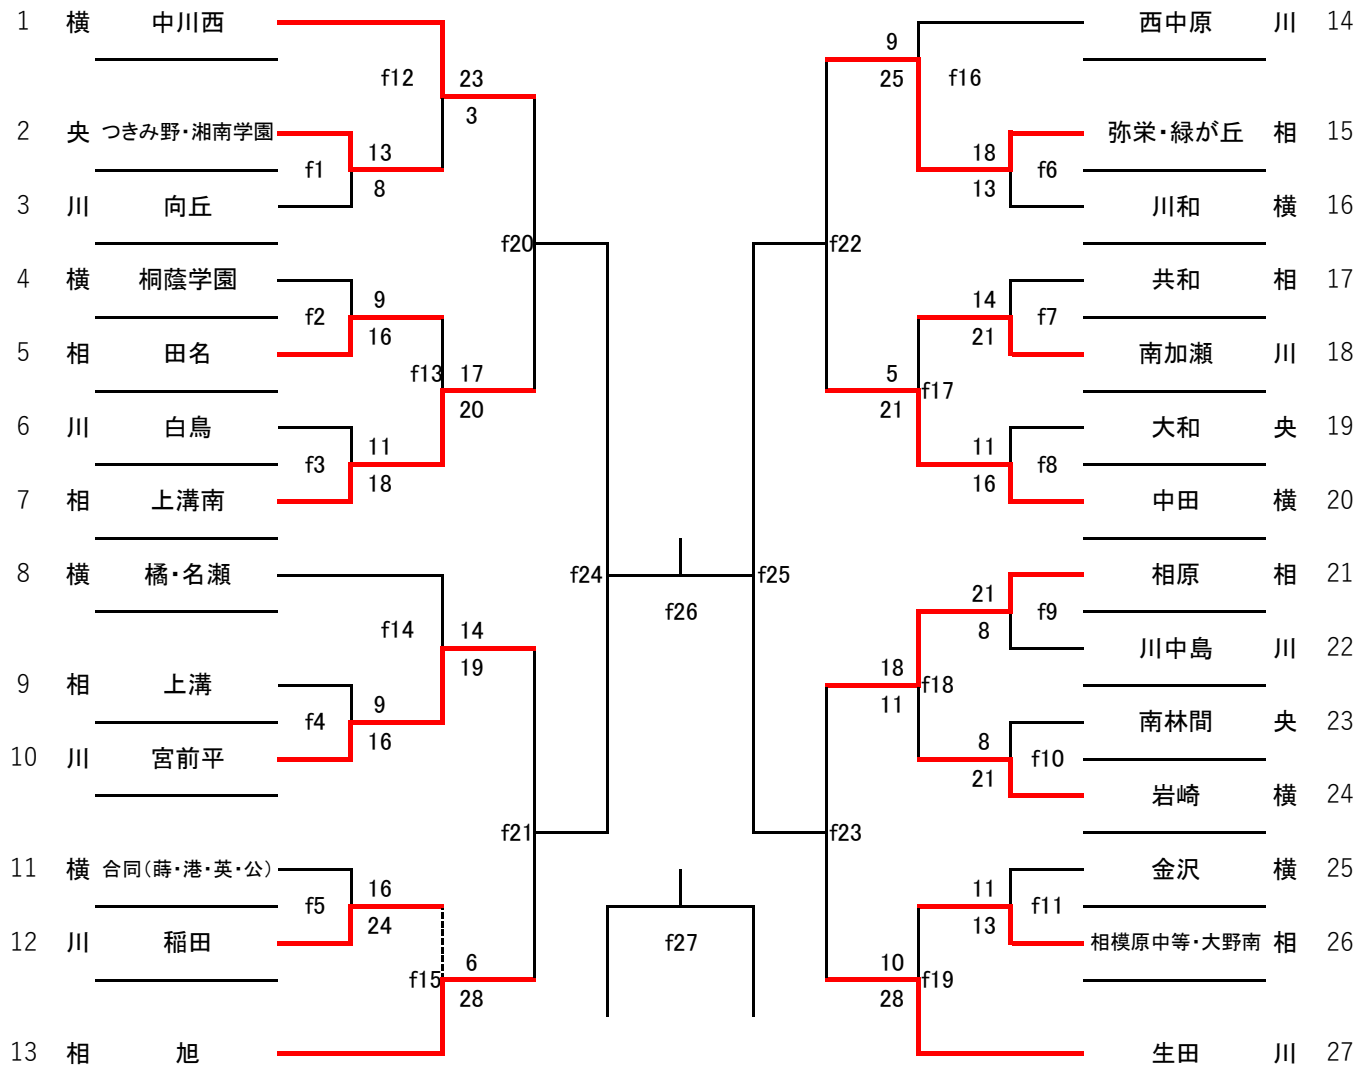 1 横 中川西
f12 23
3
2 央 つきみ野・湘南学園
f1 13
8
3 川 向丘
f20
4 横 桐蔭学園
f2 9
16
5 相 田名
f13 17
20
6 川 白鳥
f3 11
18
7 相 上溝南
8 横 橘・名瀬
f24
f14 14
19
9 相 上溝
f4 9
16
10 川 宮前平
f21
11 横 合同(蒔・港・英・公)
f5 16
24
12 川 稲田
f15 6
28
13 相 旭
f26
f27
西中原 川 14
9
25 f16
弥栄・緑が丘 相 15
18
13 f6
川和 横 16
f22
共和 相 17
14
21 f7
南加瀬 川 18
5
21 f17
大和 央 19
11
16 f8
中田 横 20
f25
相原 相 21
21
8 f9
川中島 川 22
18
11 f18
南林間 央 23
8
21 f10
岩崎 横 24
f23
金沢 横 25
11
13 f11
相模原中等・大野南 相 26
10
28 f19
生田 川 27